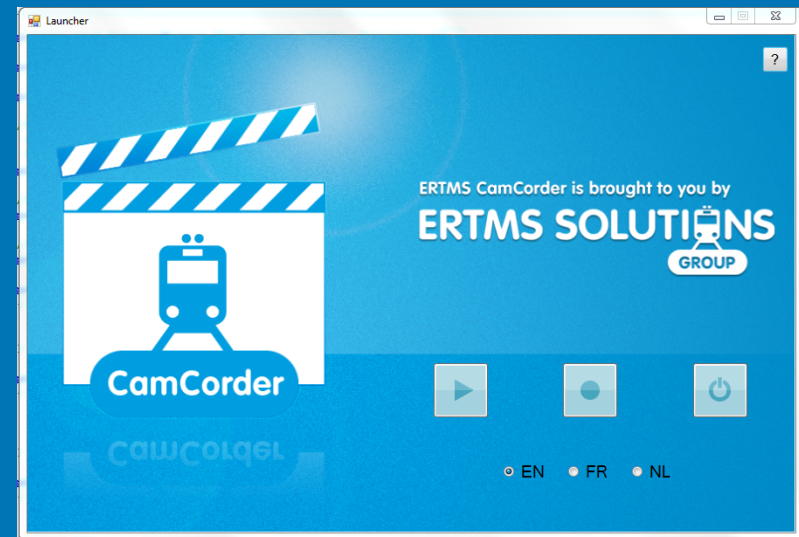 Launcher
?
ERTMS CamCorder is brought to you by
ERTMS SOLUTIONS
GROUP
CamCorder
EN FR NL